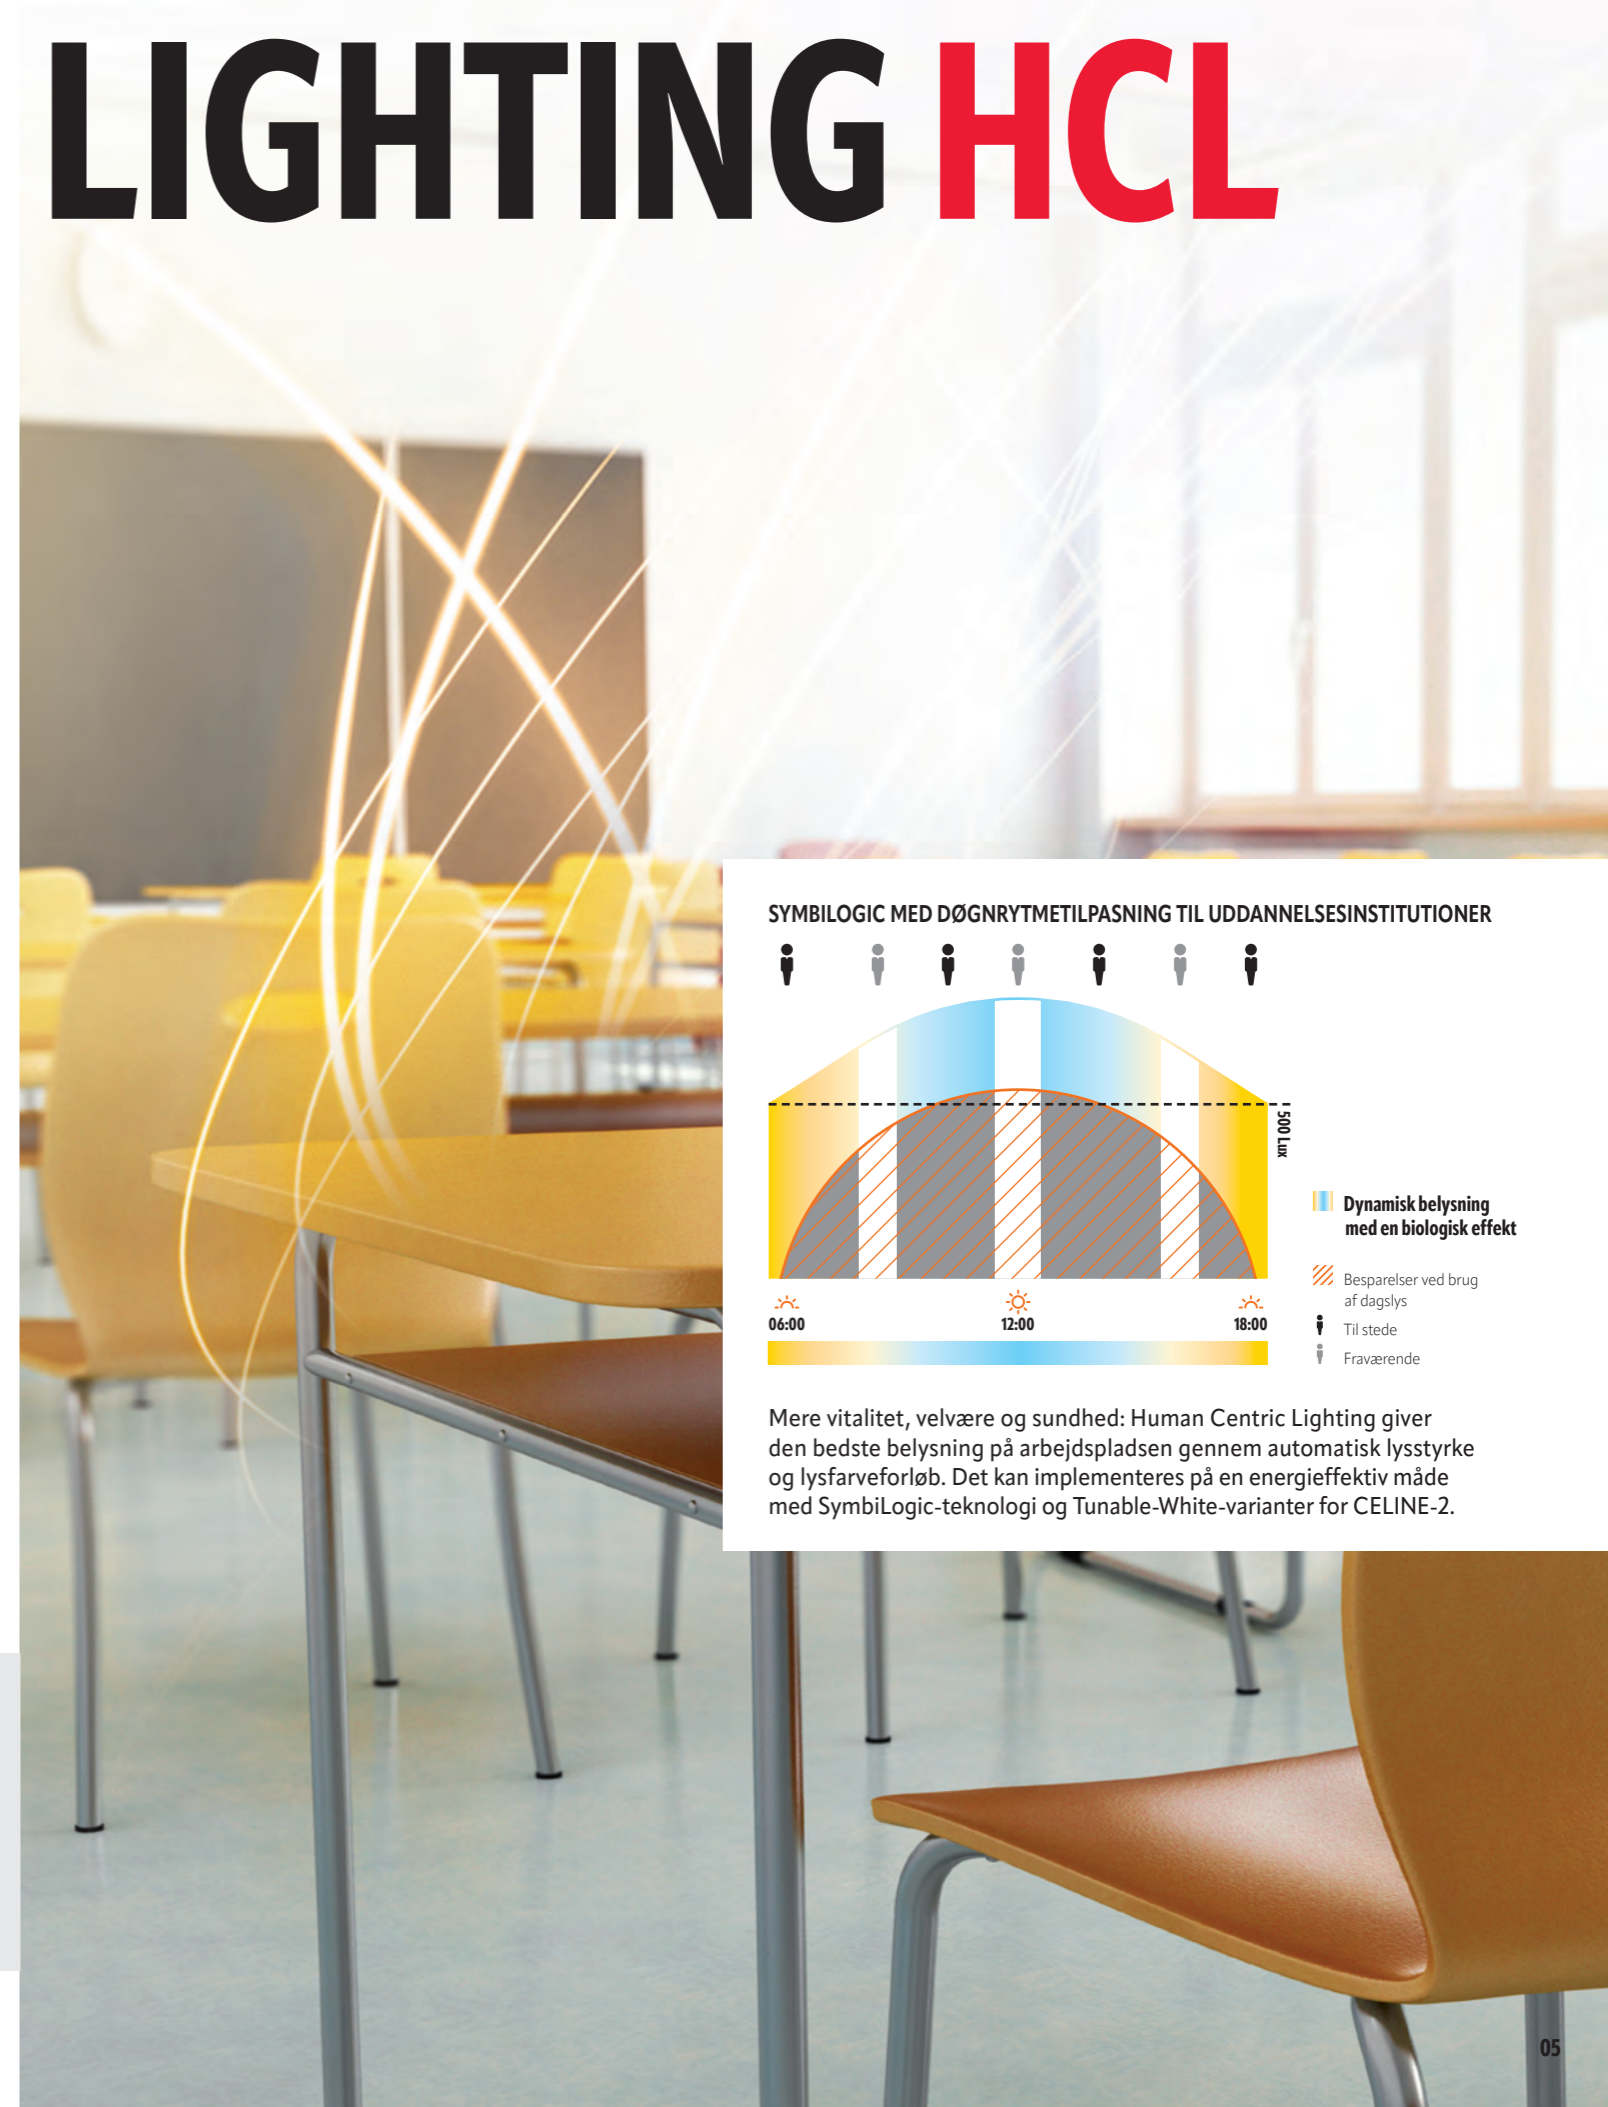 LIGHTING HCL
SYMBILOGIC MED DØGNRYTMETILPASNING TIL UDDANNELSESINSTITUTIONER
500 Lux
Dynamisk belysning
med en biologisk effekt
Besparelser ved brug
af dagslys
Til stede
Fraværende
06:00 12:00 18:00
Mere vitalitet, velvære og sundhed: Human Centric Lighting giver
den bedste belysning på arbejdspladsen gennem automatisk lysstyrke
og lysfarveforløb. Det kan implementeres på en energieffektiv måde
med SymbiLogic-teknologi og Tunable-White-varianter for CELINE-2.
05